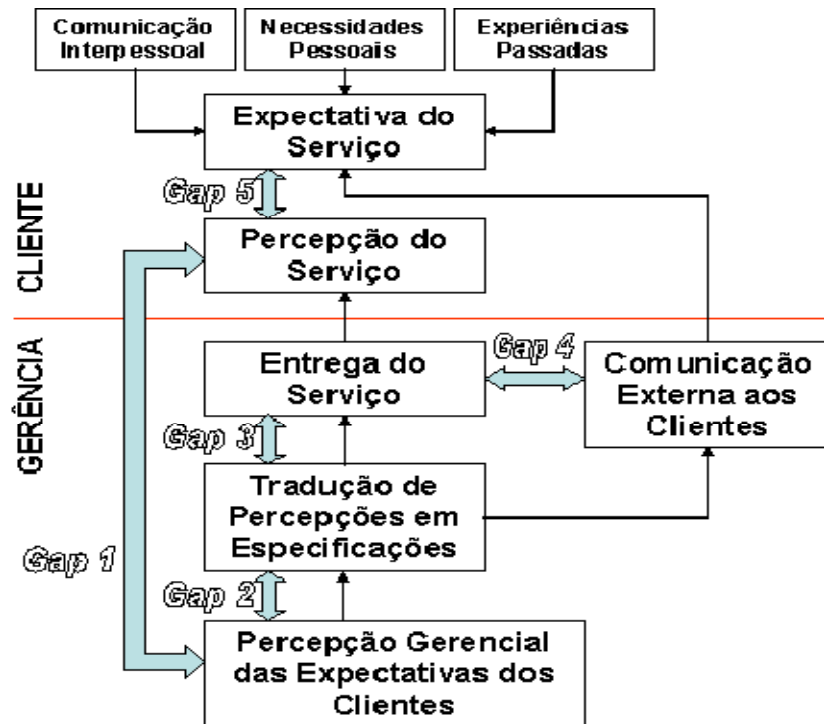 Comunicação
Interpessoal
Necessidades
Pessoais
Experiências
Passadas
Expectativa do
Serviço
Gap 5
CLIENTE
Percepção do
Serviço
GERÊNCIA
Entrega do
Serviço
Gap 4
Comunicação
Externa aos
Clientes
Gap 3
Tradução de
Percepções em
Especificações
Gap 1
Gap 2
Percepção Gerencial
das Expectativas dos
Clientes